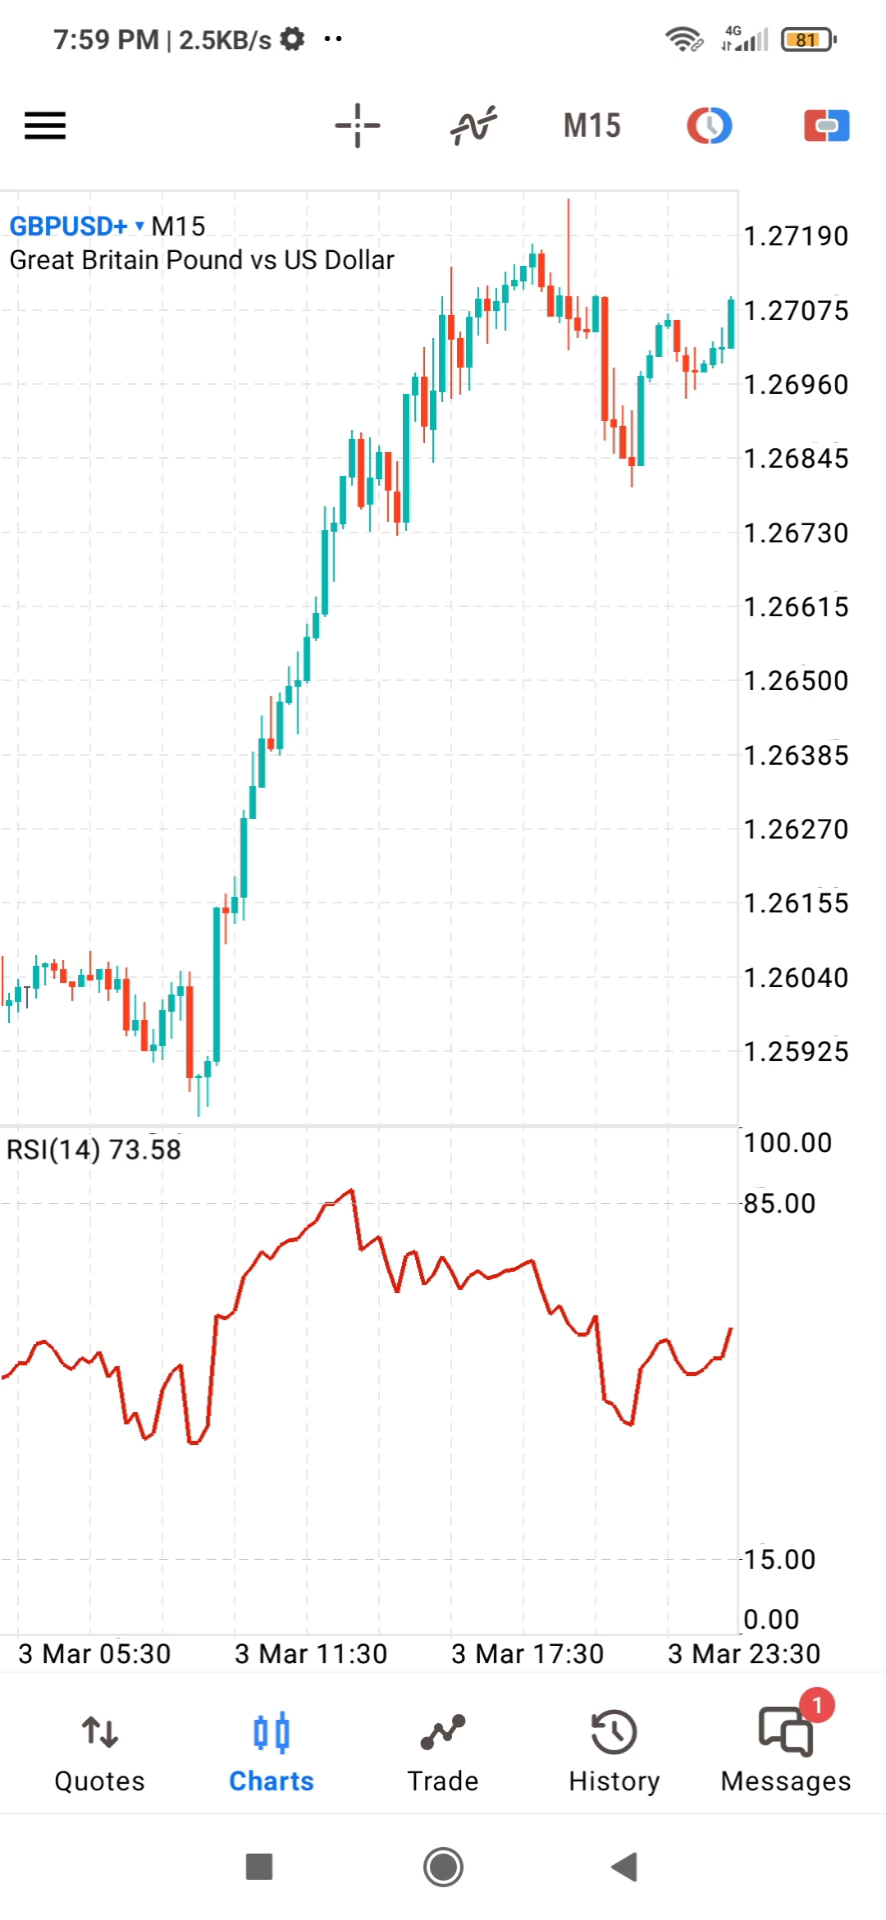 7:59 PM | 2.5KB/s
4G
81
M15
GBPUSD+ ▾ M15
Great Britain Pound vs US Dollar
1.27190
1.27075
1.26960
1.26845
1.26730
1.26615
1.26500
1.26385
1.26270
1.26155
1.26040
1.25925
RSI(14) 73.58
100.00
85.00
15.00
0.00
3 Mar 05:30
3 Mar 11:30
3 Mar 17:30
3 Mar 23:30
1
Quotes
Charts
Trade
History
Messages